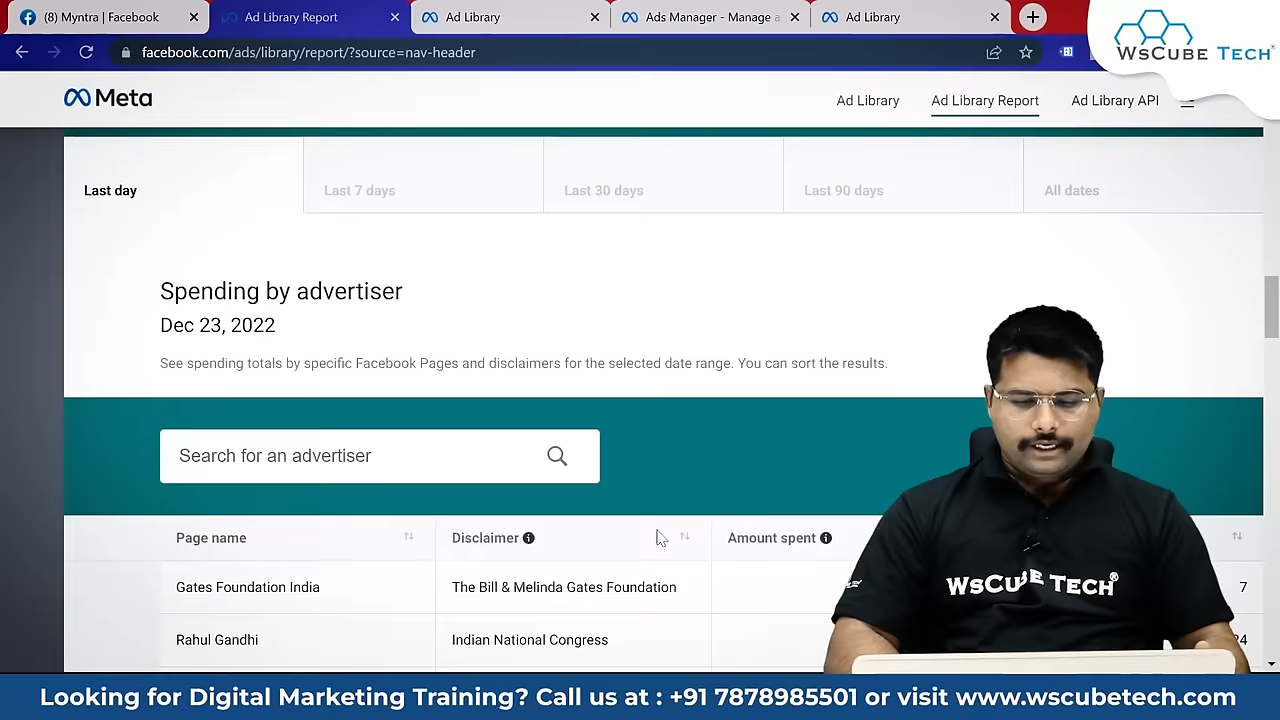 (8) Myntra | Facebook
Ad Library Report
Ad Library
Ads Manager - Manage a
Ad Library
facebook.com/ads/library/report/?source=nav-header
WsCube Tech®
Meta
Ad Library
Ad Library Report
Ad Library API
Last day
Last 7 days
Last 30 days
Last 90 days
All dates
Spending by advertiser
Dec 23, 2022
See spending totals by specific Facebook Pages and disclaimers for the selected date range. You can sort the results.
Search for an advertiser
Page name
Disclaimer
Amount spent
Gates Foundation India
The Bill & Melinda Gates Foundation
7
Rahul Gandhi
Indian National Congress
24
WsCube Tech®
Looking for Digital Marketing Training? Call us at : +91 7878985501 or visit www.wscubetech.com